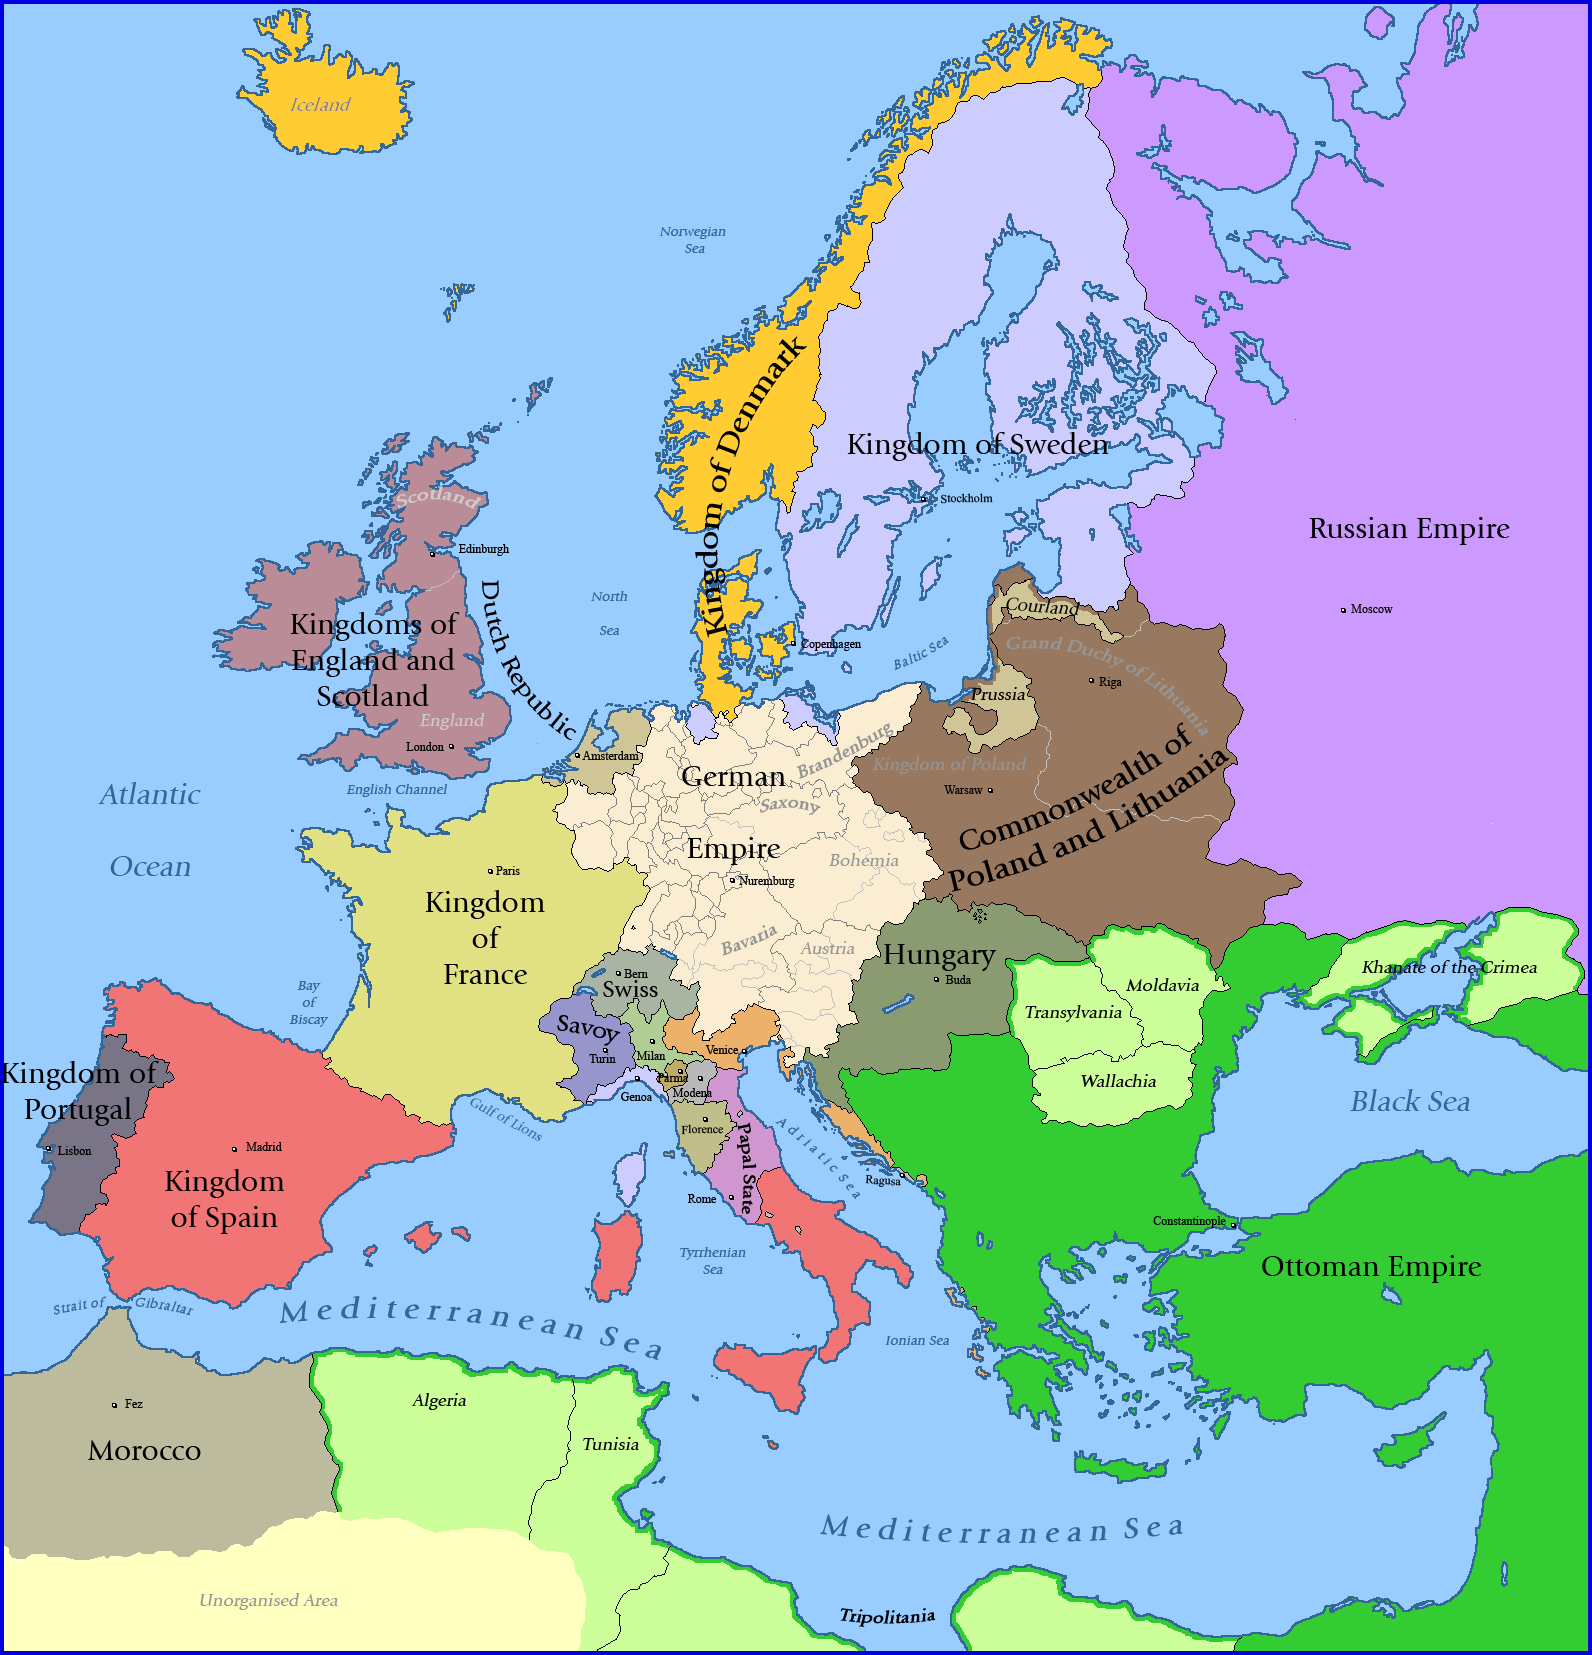 Iceland
Norwegian
Sea
Kingdom of Denmark
Kingdom of Sweden
Stockholm
Scotland
Edinburgh
Russian Empire
Moscow
Dutch Republic
North
Sea
Kingdoms of
England and
Scotland
England
London
Copenhagen
Baltic Sea
Courland
Grand Duchy of Lithuania
Riga
Prussia
Amsterdam
German
Empire
Brandenburg
Saxony
Kingdom of Poland
Warsaw
Commonwealth of
Poland and Lithuania
Atlantic
Ocean
English Channel
Paris
Kingdom
of
France
Bohemia
Nuremburg
Bavaria
Austria
Hungary
Buda
Bern
Swiss
Bay
of
Biscay
Savoy
Turin
Milan
Venice
Parma
Modena
Genoa
Florence
Papal State
Rome
Transylvania
Moldavia
Wallachia
Khanate of the Crimea
Black Sea
Kingdom of
Portugal
Lisbon
Madrid
Kingdom
of Spain
Gulf of Lions
Adriatic Sea
Ragusa
Constantinople
Ottoman Empire
Tyrrhenian
Sea
Strait of Gibraltar
Mediterranean Sea
Ionian Sea
Fez
Morocco
Algeria
Tunisia
Mediterranean Sea
Unorganised Area
Tripolitania